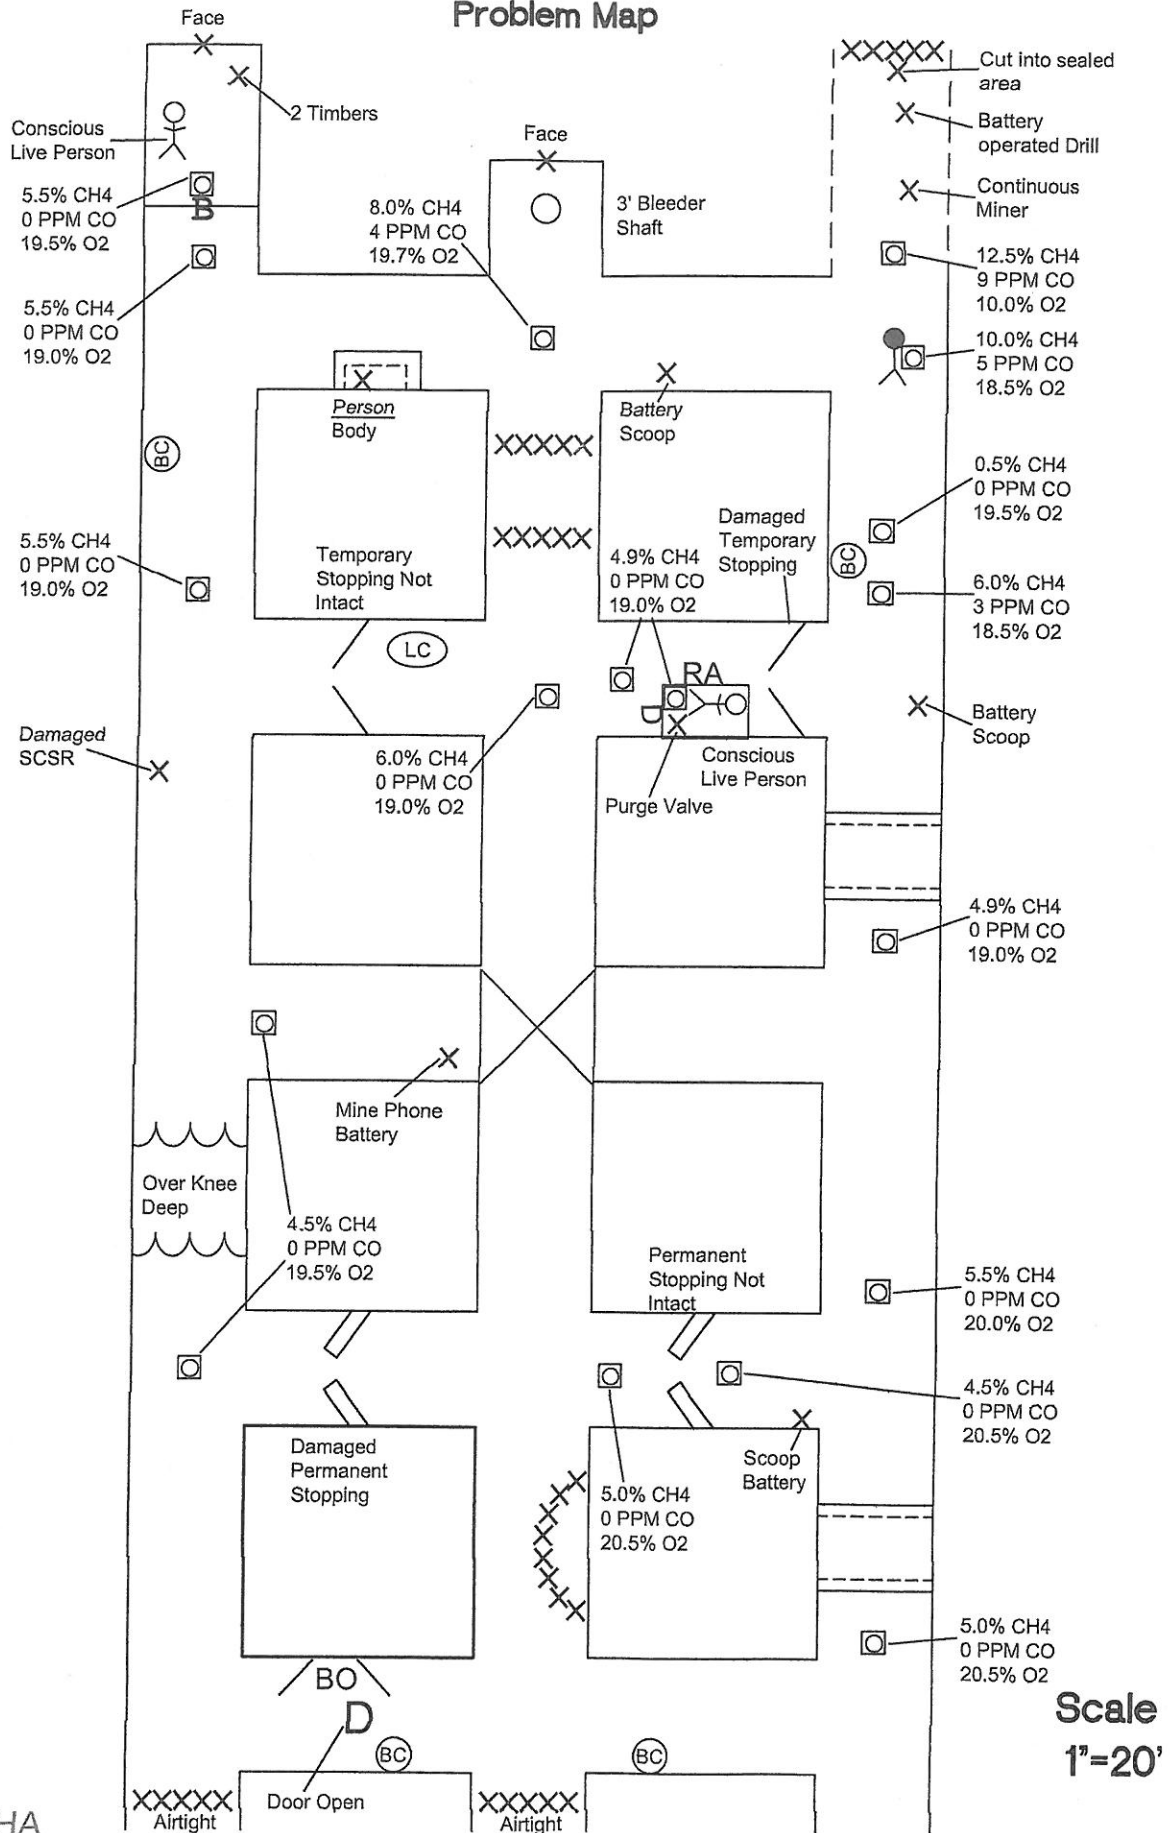 Problem Map
Face
2 Timbers
Conscious
Live Person
5.5% CH4
0 PPM CO
19.5% O2
B
5.5% CH4
0 PPM CO
19.0% O2
Face
8.0% CH4
4 PPM CO
19.7% O2
3' Bleeder
Shaft
Cut into sealed
area
Battery
operated Drill
Continuous
Miner
12.5% CH4
9 PPM CO
10.0% O2
10.0% CH4
5 PPM CO
18.5% O2
Person
Body
Battery
Scoop
BC
0.5% CH4
0 PPM CO
19.5% O2
5.5% CH4
0 PPM CO
19.0% O2
Temporary
Stopping Not
Intact
4.9% CH4
0 PPM CO
19.0% O2
Damaged
Temporary
Stopping
BC
6.0% CH4
3 PPM CO
18.5% O2
LC
RA
D
Damaged
SCSR
6.0% CH4
0 PPM CO
19.0% O2
Conscious
Live Person
Purge Valve
Battery
Scoop
4.9% CH4
0 PPM CO
19.0% O2
Mine Phone
Battery
Over Knee
Deep
4.5% CH4
0 PPM CO
19.5% O2
Permanent
Stopping Not
Intact
5.5% CH4
0 PPM CO
20.0% O2
4.5% CH4
0 PPM CO
20.5% O2
Damaged
Permanent
Stopping
Scoop
Battery
5.0% CH4
0 PPM CO
20.5% O2
5.0% CH4
0 PPM CO
20.5% O2
BO
D
BC
BC
Door Open
Airtight
Airtight
Scale
1"=20'
HA